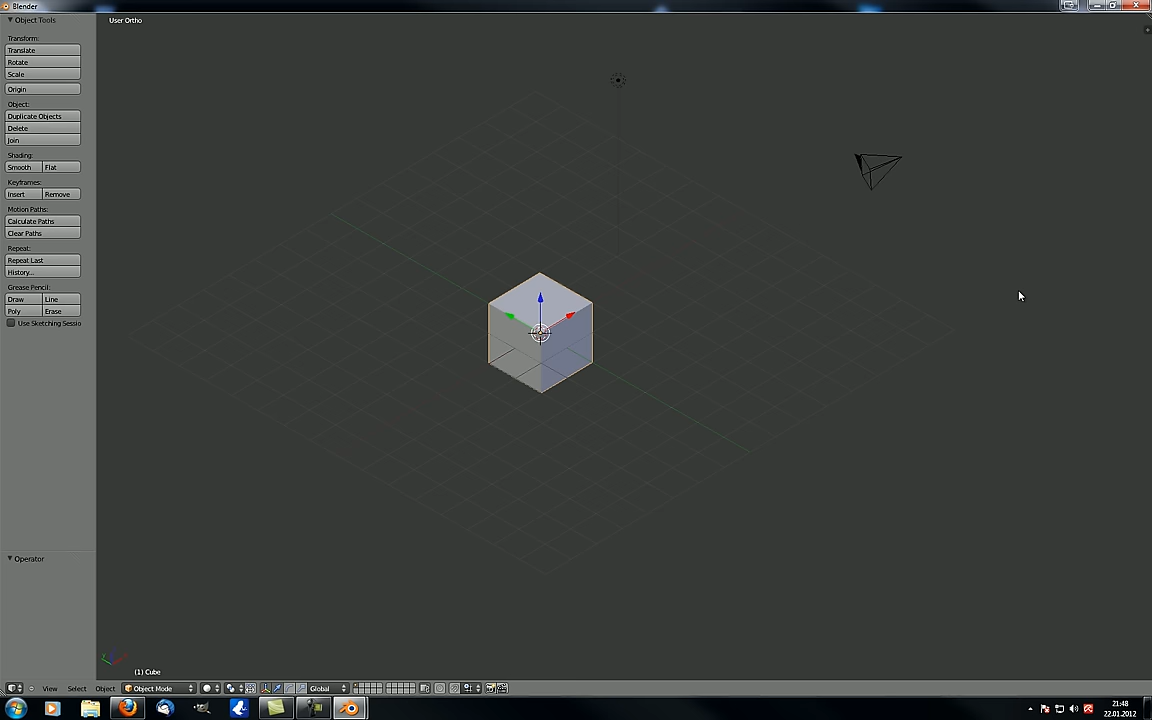 Blender
Object Tools
User Ortho
Transform:
Translate
Rotate
Scale
Origin
Object:
Duplicate Objects
Delete
Join
Shading:
Smooth Flat
Keyframes:
Insert Remove
Motion Paths:
Calculate Paths
Clear Paths
Repeat:
Repeat Last
History...
Grease Pencil:
Draw Line
Poly Erase
Use Sketching Sessio
Operator
(1) Cube
View Select Object Object Mode Global
21:48
22.01.2012